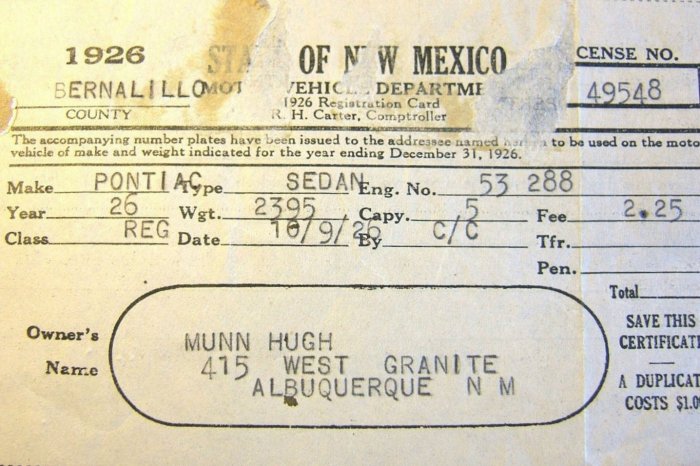 1926 OF NEW MEXICO CENSE NO.
BERNALILLO VEHICLE DEPARTME 49548
COUNTY 1926 Registration Card
R. H. Carter, Comptroller
The accompanying number plates have been issued to the addressee named to be used on the moto
vehicle of make and weight indicated for the year ending December 31, 1926.
Make PONTIAC Type SEDAN Eng. No. 53 288
Year 26 Wgt. 2395 Capy. 5 Fee 2.25
Class REG Date 10/9/26 By C/C Tfr.
Pen.
Total
Owner's Name
MUNN HUGH
415 WEST GRANITE
ALBUQUERQUE N M
SAVE THIS
CERTIFICATE
A DUPLICAT
COSTS $1.0